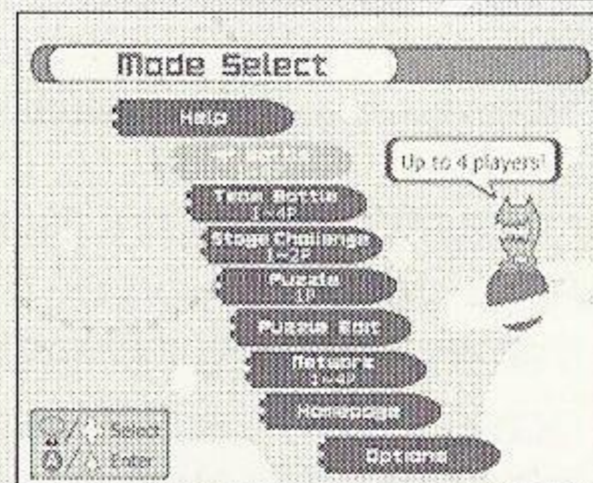 Mode Select
Help
Team Battle
1~4P
Stage Challenge
1~2P
Puzzle
1P
Puzzle Edit
Network
1~4P
Homepage
Options
Up to 4 players!
Select
A / Enter